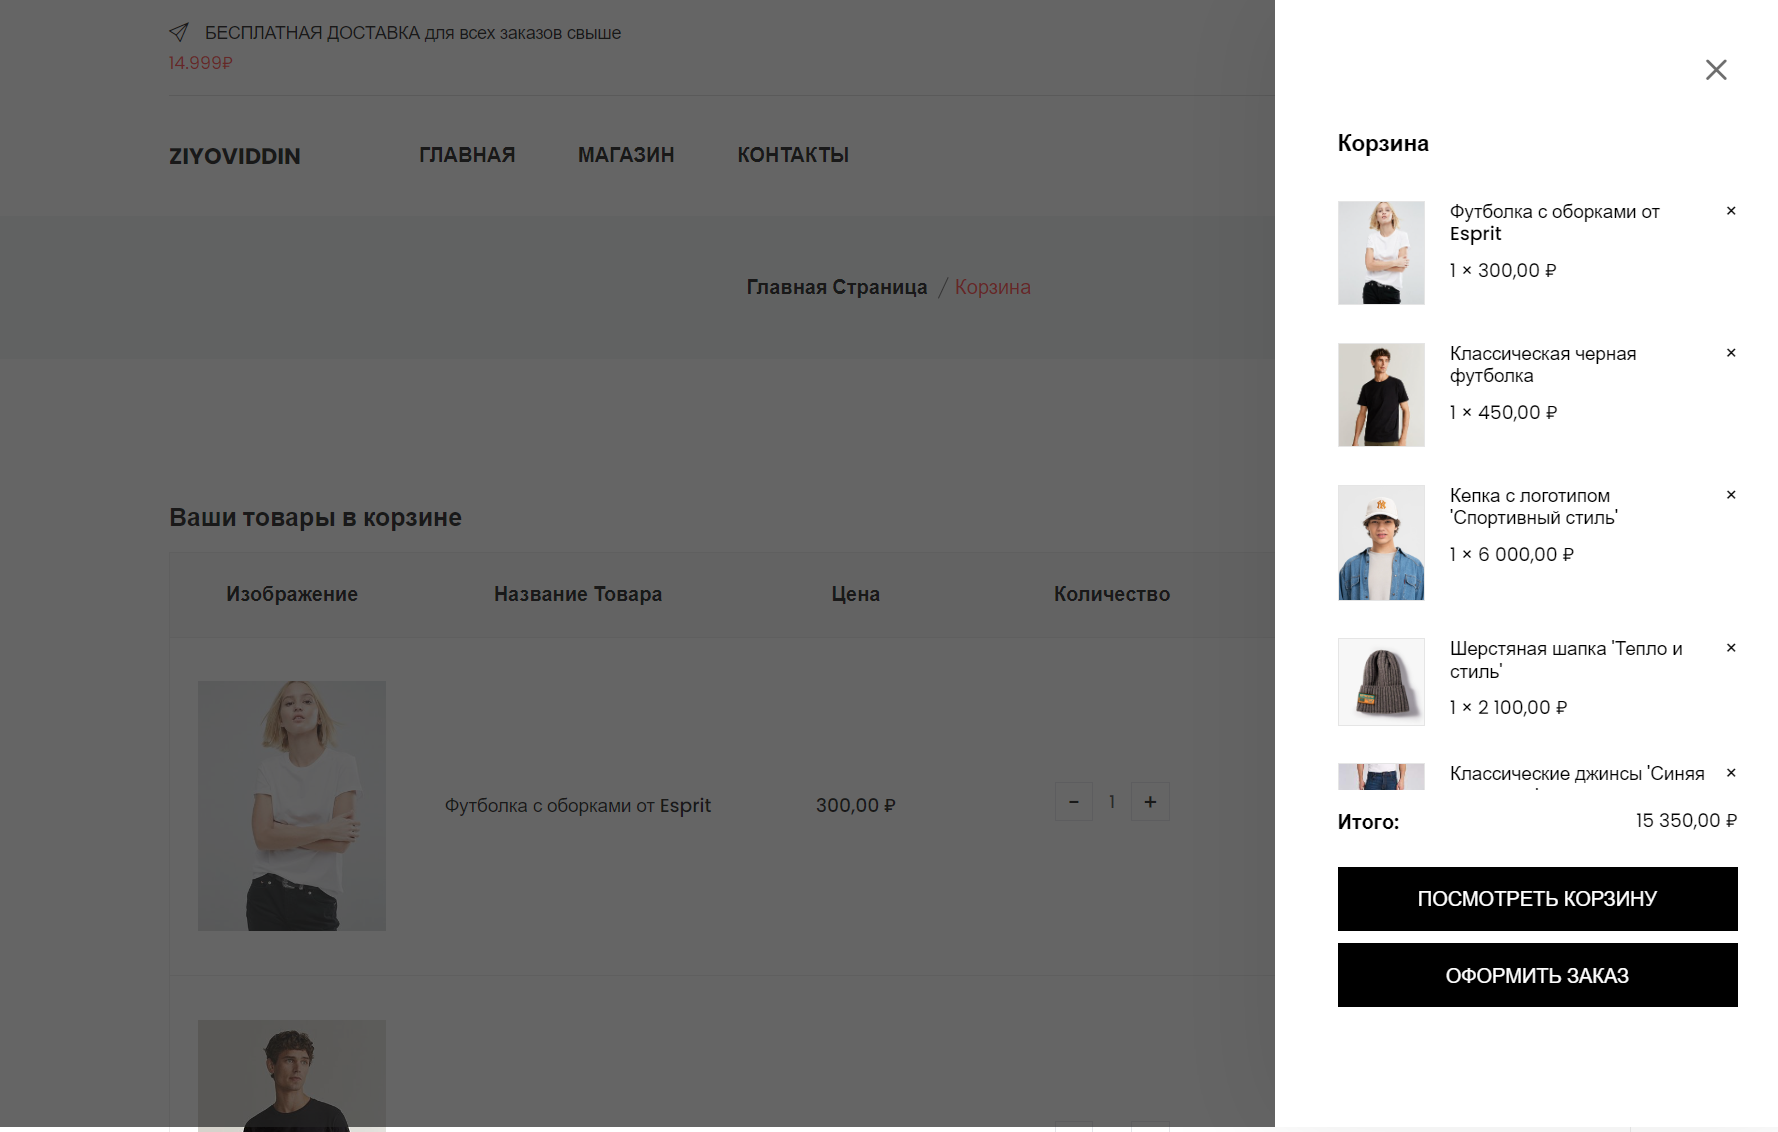 БЕСПЛАТНАЯ ДОСТАВКА для всех заказов свыше
14.999₽
ZIYOVIDDIN
ГЛАВНАЯ
МАГАЗИН
КОНТАКТЫ
Главная Страница / Корзина
Ваши товары в корзине
Изображение
Название Товара
Цена
Количество
Футболка с оборками от Esprit
300,00 ₽
- 1 +
Корзина
Футболка с оборками от
Esprit
1 × 300,00 ₽
Классическая черная
футболка
1 × 450,00 ₽
Кепка с логотипом
'Спортивный стиль'
1 × 6 000,00 ₽
Шерстяная шапка 'Тепло и
стиль'
1 × 2 100,00 ₽
Классические джинсы 'Синяя
Итого:
15 350,00 ₽
ПОСМОТРЕТЬ КОРЗИНУ
ОФОРМИТЬ ЗАКАЗ